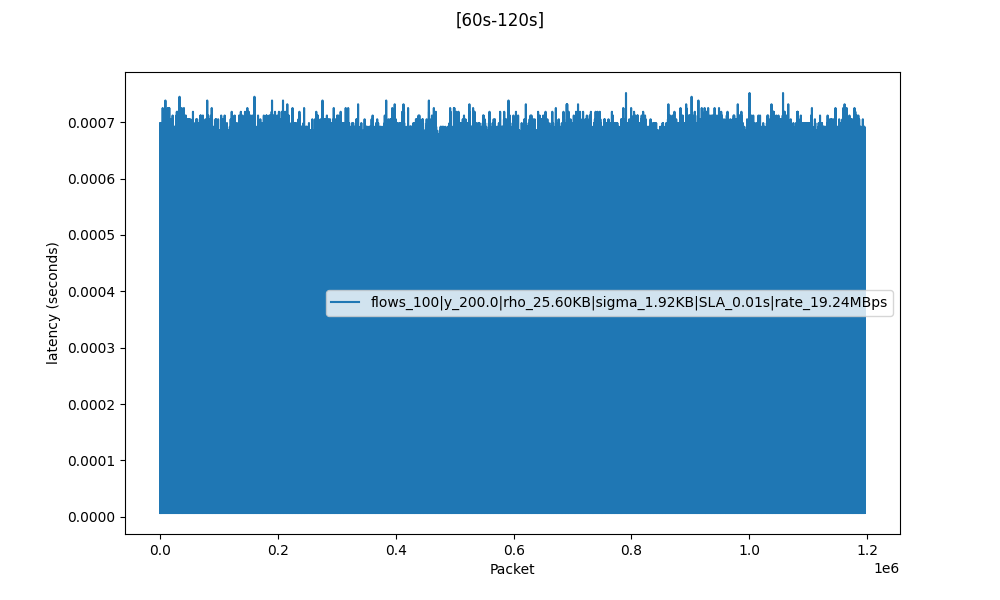 [60s-120s]
latency (seconds)
0.0007
0.0006
0.0005
0.0004
0.0003
0.0002
0.0001
0.0000
flows_100|y_200.0|rho_25.60KB|sigma_1.92KB|SLA_0.01s|rate_19.24MBps
0.0 0.2 0.4 0.6 0.8 1.0 1.2
1e6
Packet